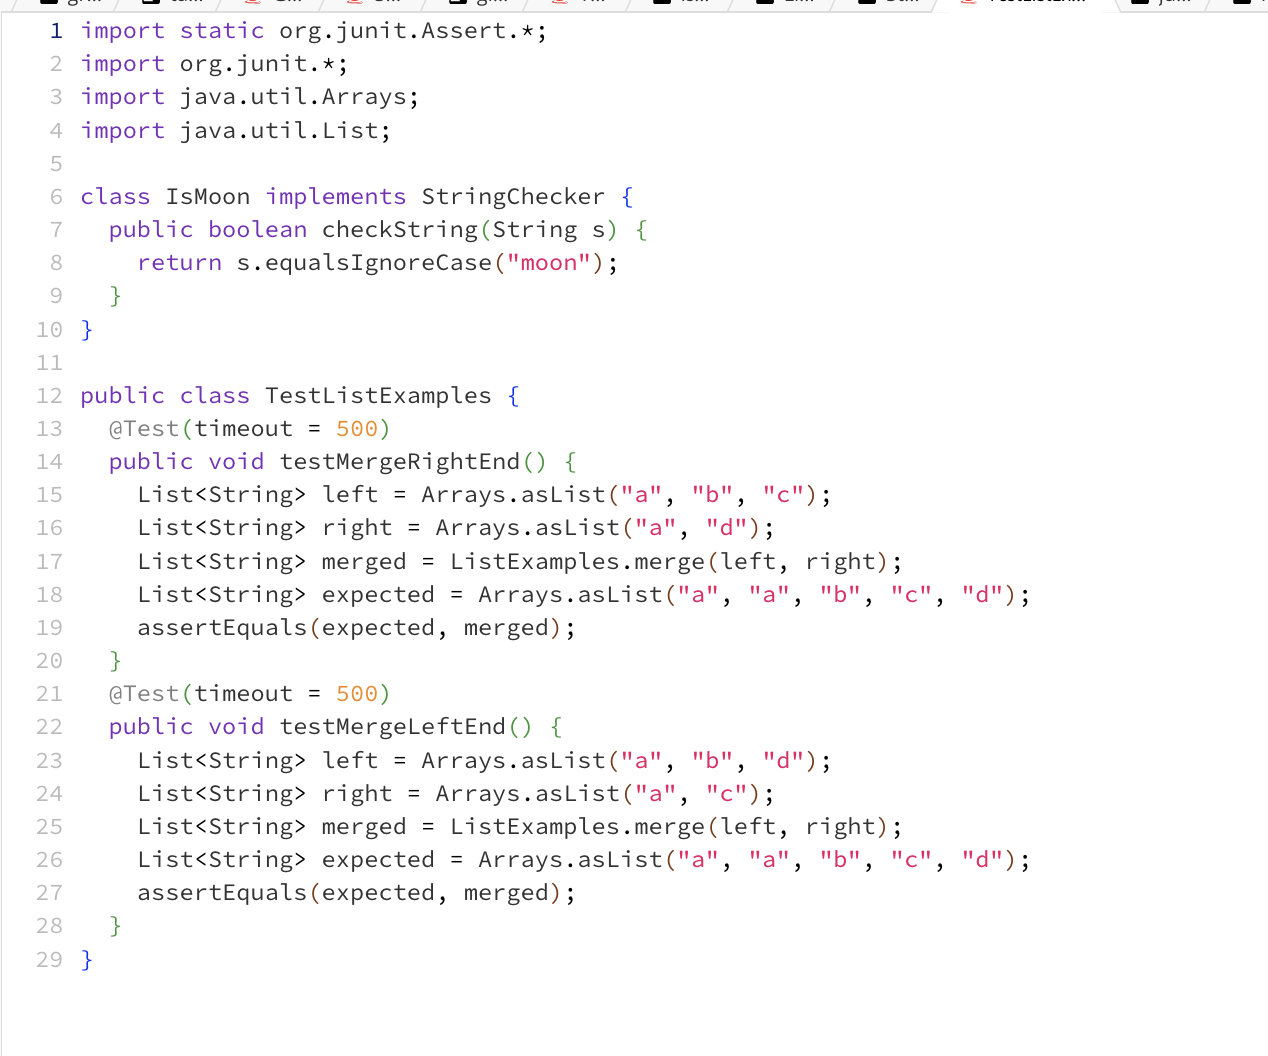 1 import static org.junit.Assert.*;
2 import org.junit.*;
3 import java.util.Arrays;
4 import java.util.List;
5
6 class IsMoon implements StringChecker {
7   public boolean checkString(String s) {
8     return s.equalsIgnoreCase("moon");
9   }
10 }
11
12 public class TestListExamples {
13   @Test(timeout = 500)
14   public void testMergeRightEnd() {
15     List<String> left = Arrays.asList("a", "b", "c");
16     List<String> right = Arrays.asList("a", "d");
17     List<String> merged = ListExamples.merge(left, right);
18     List<String> expected = Arrays.asList("a", "a", "b", "c", "d");
19     assertEquals(expected, merged);
20   }
21   @Test(timeout = 500)
22   public void testMergeLeftEnd() {
23     List<String> left = Arrays.asList("a", "b", "d");
24     List<String> right = Arrays.asList("a", "c");
25     List<String> merged = ListExamples.merge(left, right);
26     List<String> expected = Arrays.asList("a", "a", "b", "c", "d");
27     assertEquals(expected, merged);
28   }
29 }